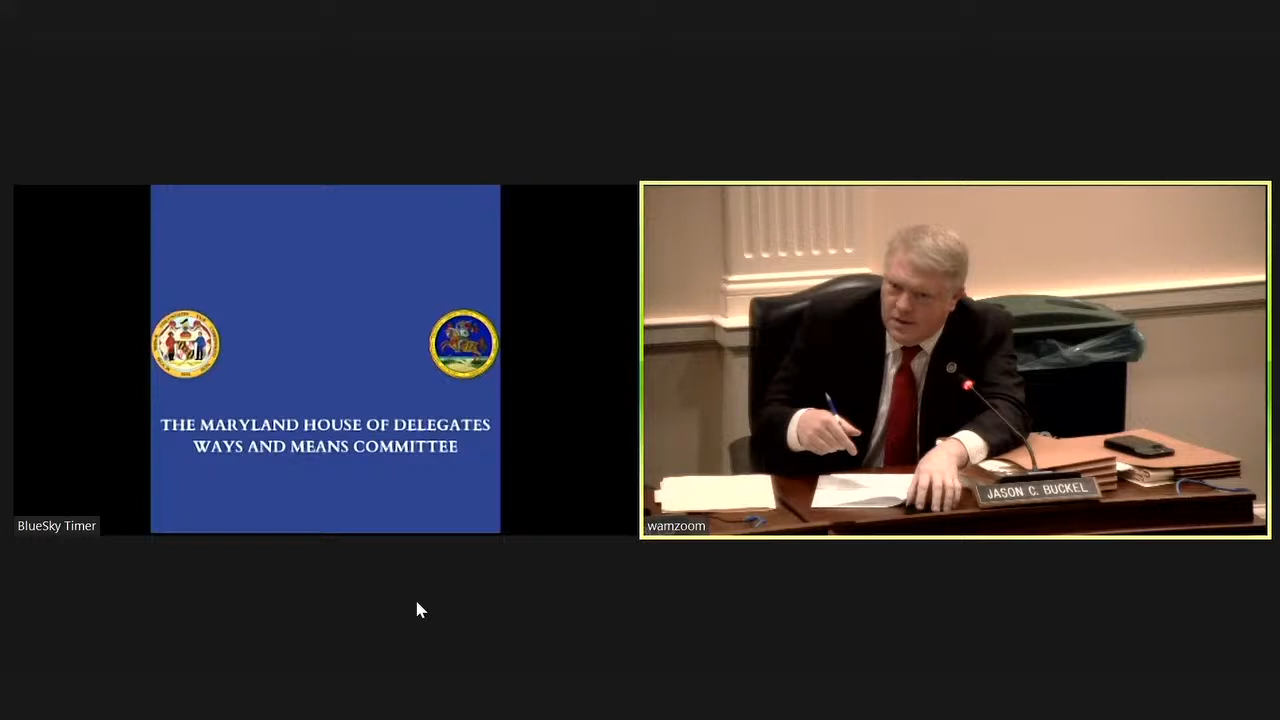 THE MARYLAND HOUSE OF DELEGATES
WAYS AND MEANS COMMITTEE
BlueSky Timer
JASON C. BUCKEL
wamzoom